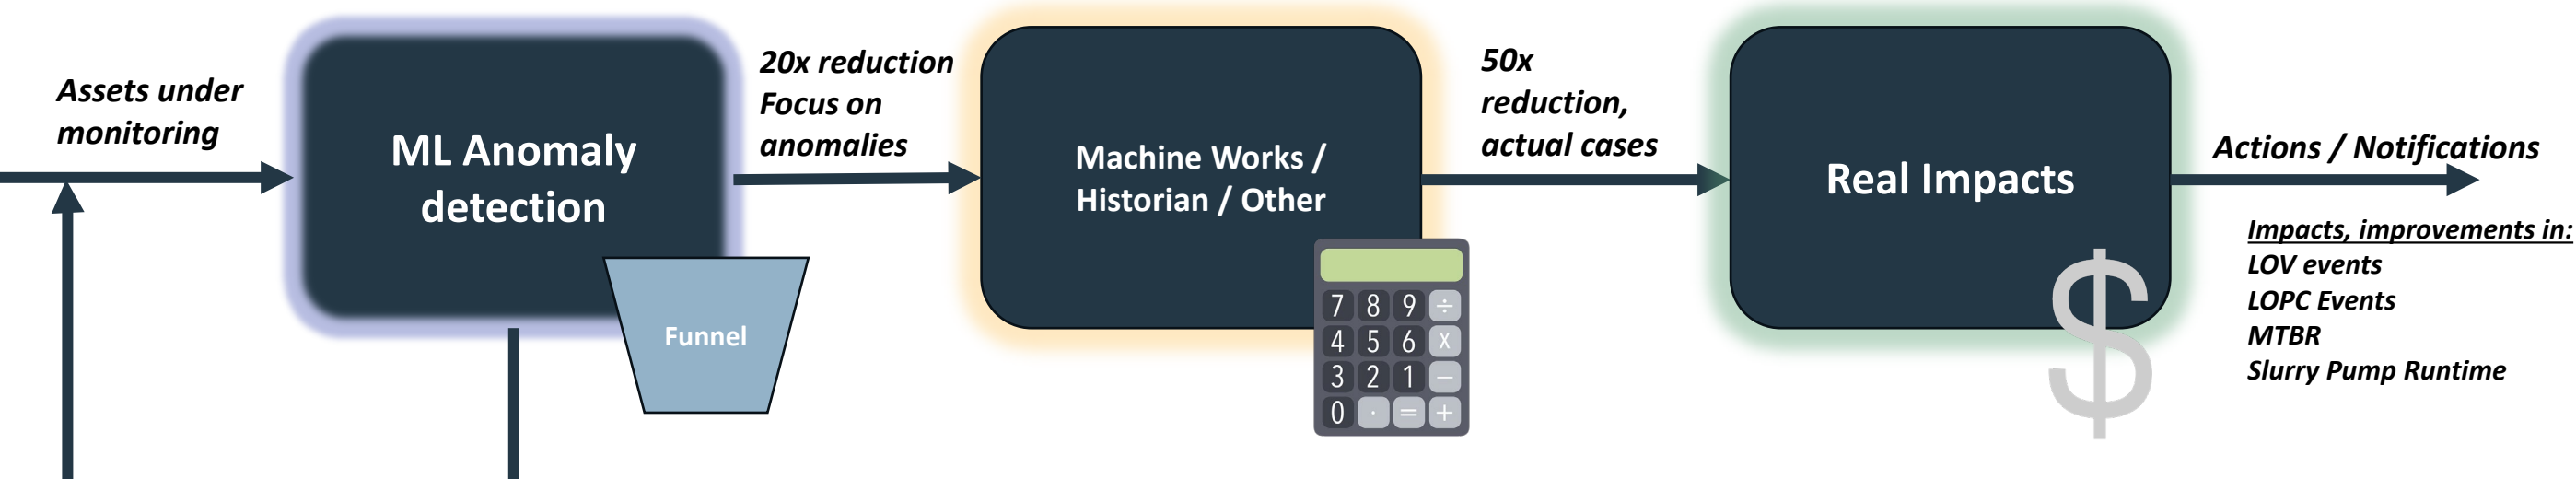 Assets under
monitoring
ML Anomaly
detection
Funnel
20x reduction
Focus on
anomalies
Machine Works /
Historian / Other
7 8 9 ÷
4 5 6 x
3 2 1 −
0 · = +
50x
reduction,
actual cases
Real Impacts
$
Actions / Notifications
Impacts, improvements in:
LOV events
LOPC Events
MTBR
Slurry Pump Runtime